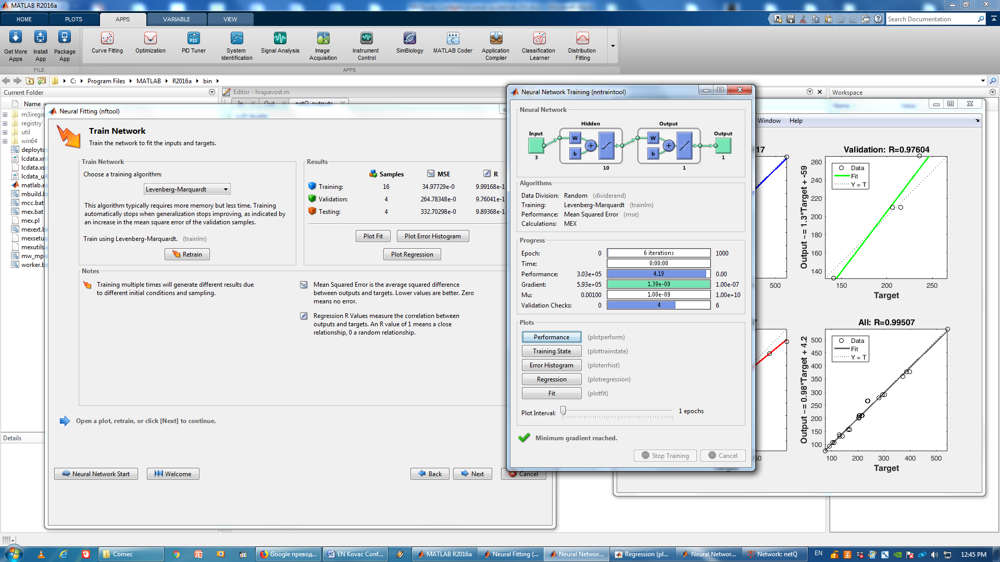 MATLAB R2016a
HOME PLOTS APPS VARIABLE VIEW
Search Documentation
Get More Apps
Install App
Package App
Curve Fitting
Optimization
PID Tuner
System Identification
Signal Analysis
Image Acquisition
Instrument Control
SimBiology
MATLAB Coder
Application Compiler
Classification Learner
Distribution Fitting
FILE
APPS
C: Program Files MATLAB R2016a bin
Current Folder
Name
m3iregis
registry
util
win64
deployto
lcdata.xr
lcdata.xs
lcdata_u
matlab.e
mbuild.b
mcc.bat
mex.bat
mex.pl
mexext.b
mexsetu
mexutils
mw_mp
worker.b
Details
Editor - hrapavost.m
Workspace
Neural Fitting (nftool)
Train Network
Train the network to fit the inputs and targets.
Train Network
Choose a training algorithm:
Levenberg-Marquardt
This algorithm typically requires more memory but less time. Training
automatically stops when generalization stops improving, as indicated by
an increase in the mean square error of the validation samples.
Train using Levenberg-Marquardt. (trainlm)
Retrain
Results
Samples MSE R
Training: 16 34.97729e-0 9.99168e-1
Validation: 4 264.78348e-0 9.76041e-1
Testing: 4 332.70298e-0 9.89368e-1
Plot Fit Plot Error Histogram
Plot Regression
Notes
Training multiple times will generate different results due
to different initial conditions and sampling.
Mean Squared Error is the average squared difference
between outputs and targets. Lower values are better. Zero
means no error.
Regression R Values measure the correlation between
outputs and targets. An R value of 1 means a close
relationship, 0 a random relationship.
Open a plot, retrain, or click [Next] to continue.
Neural Network Start Welcome Back Next Cancel
Neural Network Training (nntraintool)
Neural Network
Hidden Output
Input Output
W W
b b
3 1
10 1
Algorithms
Data Division: Random (dividerand)
Training: Levenberg-Marquardt (trainlm)
Performance: Mean Squared Error (mse)
Calculations: MEX
Progress
Epoch: 0 6 iterations 1000
Time: 0:00:00
Performance: 3.03e+05 4.19 0.00
Gradient: 5.93e+05 1.39e-09 1.00e-07
Mu: 0.00100 1.00e-09 1.00e+10
Validation Checks: 0 4 6
Plots
Performance (plotperform)
Training State (plottrainstate)
Error Histogram (ploterrhist)
Regression (plotregression)
Fit (plotfit)
Plot Interval: 1 epochs
Minimum gradient reached.
Stop Training Cancel
Window Help
17
500
Validation: R=0.97604
Output ~= 1.3*Target + -59
260
240
220
200
180
160
140
Data
Fit
Y = T
150 200 250
Target
All: R=0.99507
Output ~= 0.98*Target + 4.2
500
450
400
350
300
250
200
150
100
Data
Fit
Y = T
100 200 300 400 500
Target
Comec
Google превод...
EN Kovac Conf...
MATLAB R2016a
Neural Fitting (...
Neural Networ...
Regression (pl...
Neural Networ...
Network: netQ
EN
12:45 PM